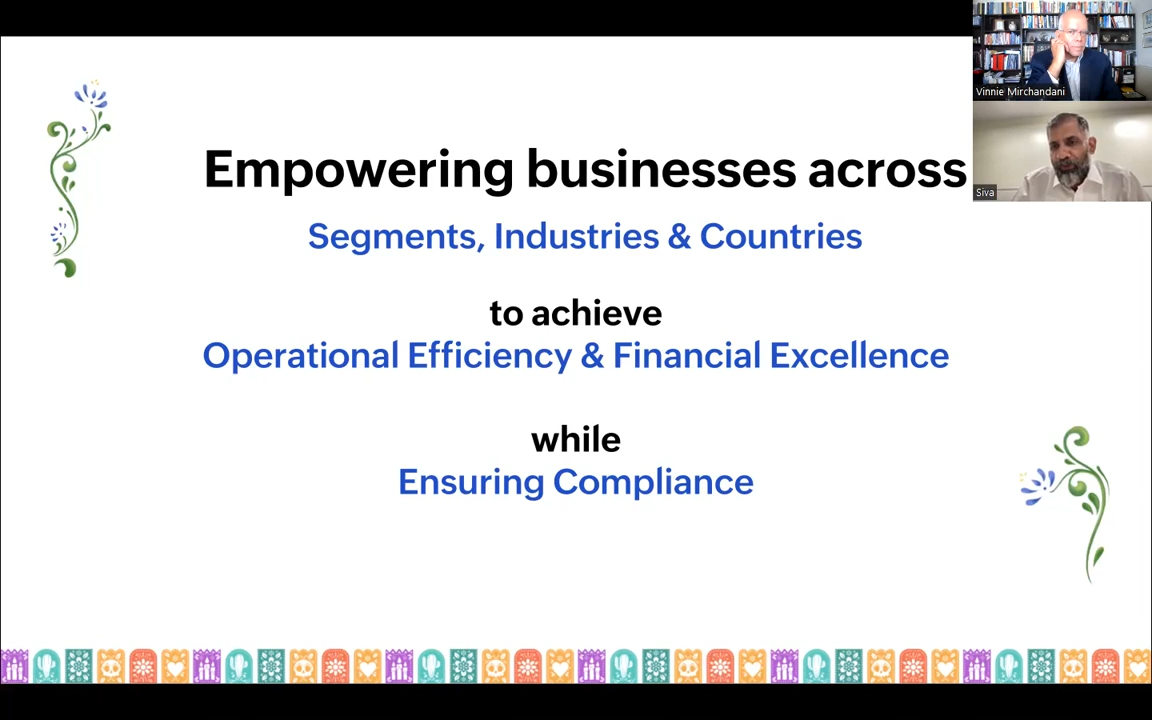 Vinnie Mirchandani
Siva
Empowering businesses across
Segments, Industries & Countries
to achieve
Operational Efficiency & Financial Excellence
while
Ensuring Compliance